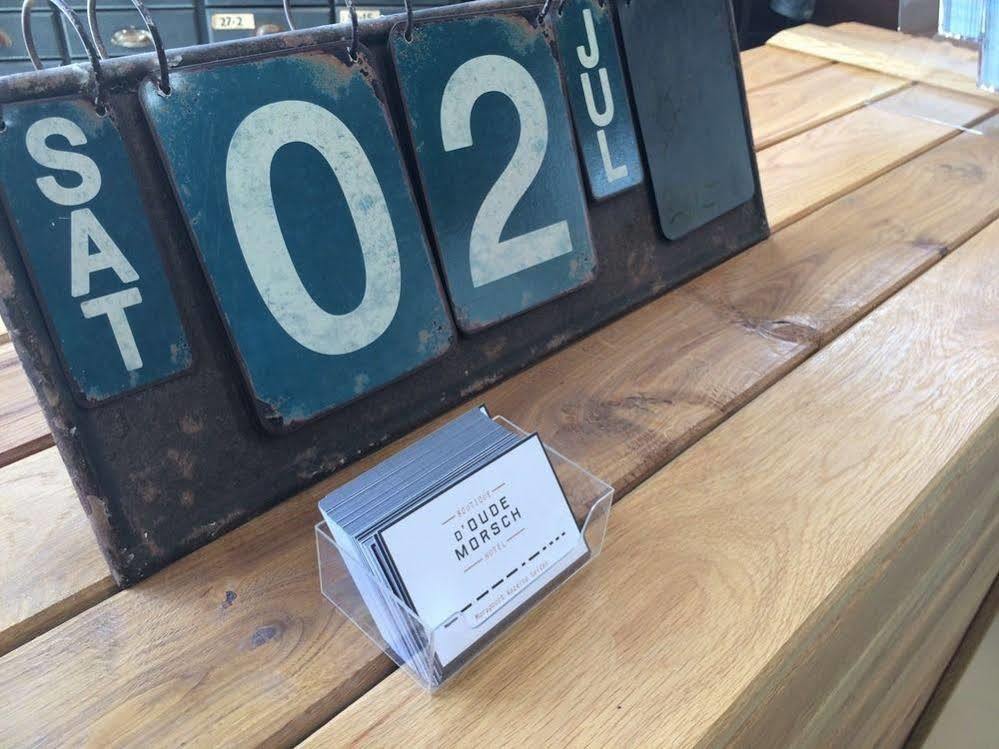 27-2
SAT
02
JUL
BOUTIQUE
D'OUDE
MORSCH
HOTEL